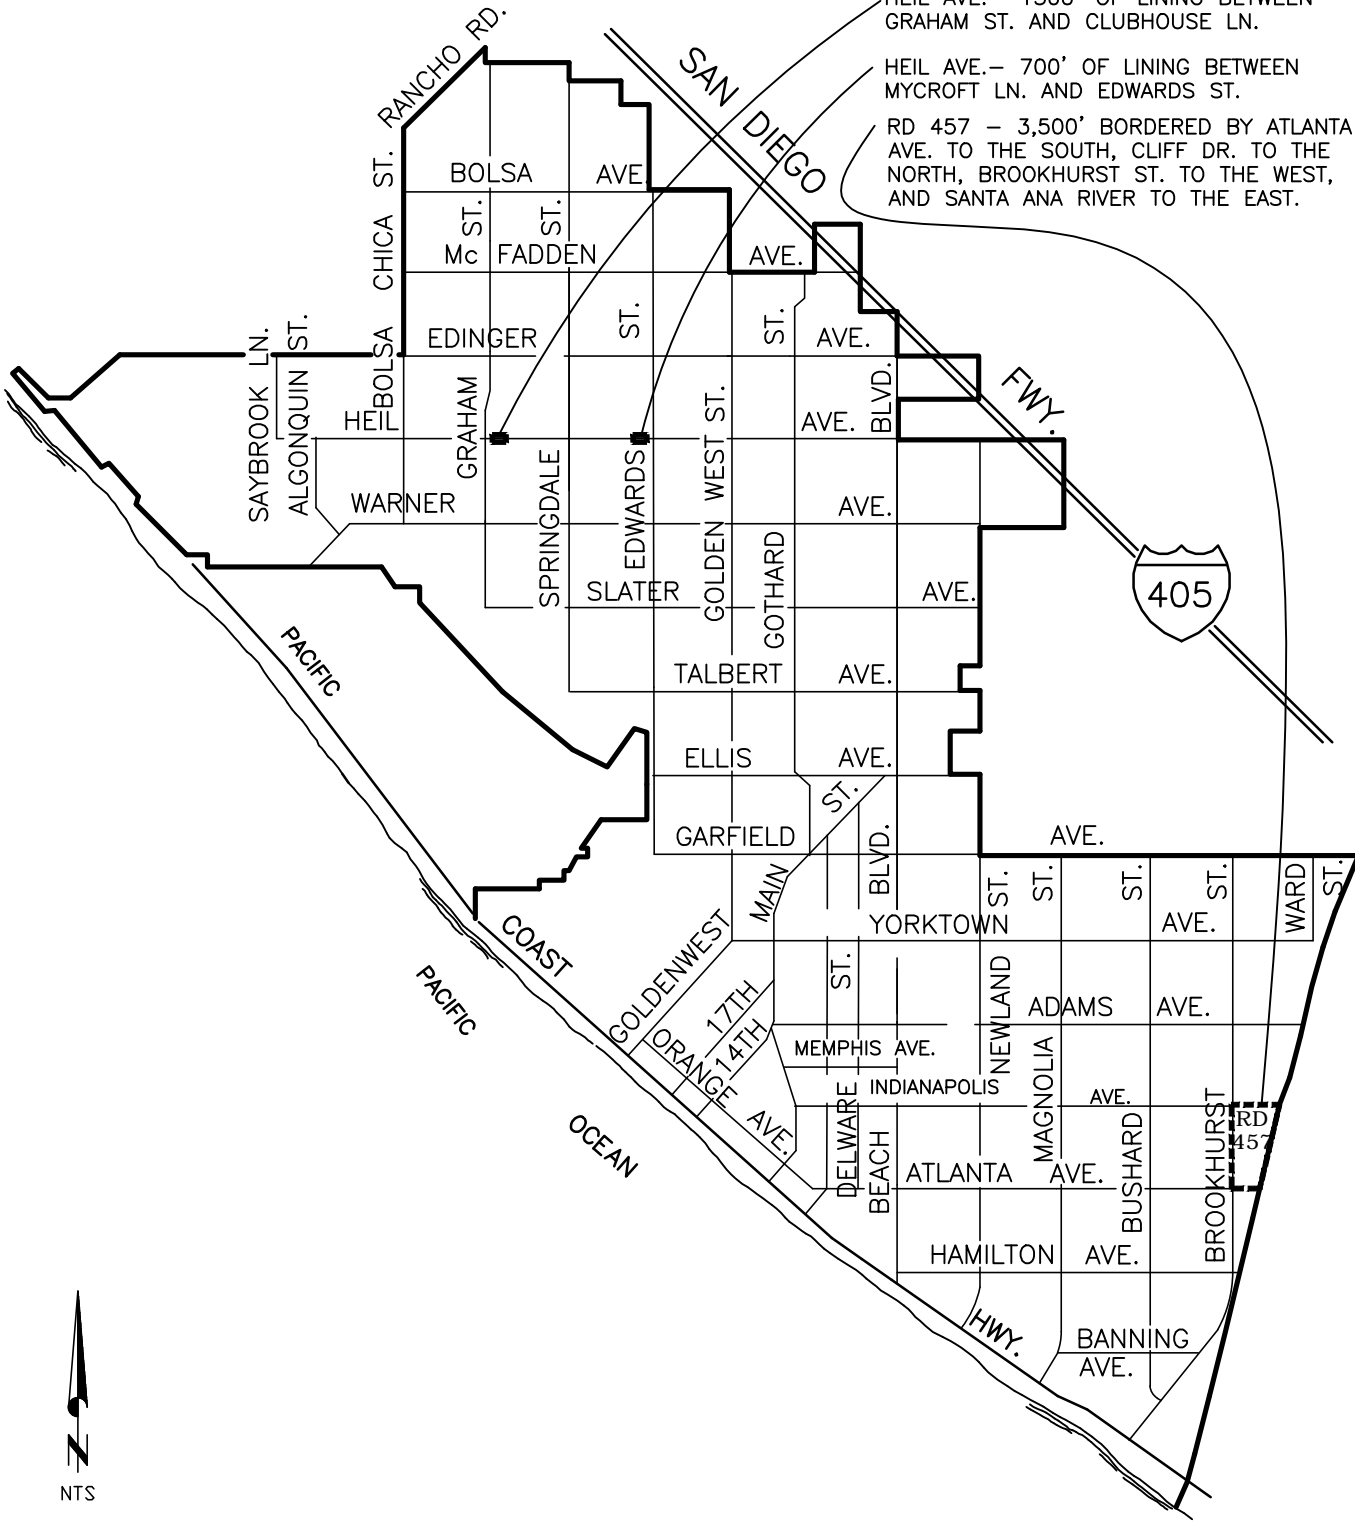 GRAHAM ST. AND CLUBHOUSE LN.
HEIL AVE.– 700' OF LINING BETWEEN
MYCROFT LN. AND EDWARDS ST.
RD 457 – 3,500' BORDERED BY ATLANTA
AVE. TO THE SOUTH, CLIFF DR. TO THE
NORTH, BROOKHURST ST. TO THE WEST,
AND SANTA ANA RIVER TO THE EAST.
RANCHO RD.
SAN DIEGO
FWY.
405
BOLSA AVE.
BOLSA CHICA ST.
ST.
ST.
Mc FADDEN AVE.
EDINGER AVE.
ST.
ST.
SAYBROOK LN.
ALGONQUIN ST.
HEIL AVE.
GRAHAM
BLVD.
WARNER AVE.
SPRINGDALE
EDWARDS
GOLDEN WEST ST.
GOTHARD
SLATER AVE.
TALBERT AVE.
ELLIS AVE.
PACIFIC
COAST
HWY.
ST.
MAIN
GARFIELD AVE.
BLVD.
ST.
ST.
ST.
ST.
WARD
ST.
YORKTOWN AVE.
GOLDENWEST
17TH
14TH
ORANGE AVE.
ST.
DELWARE
BEACH
NEWLAND
MAGNOLIA
BUSHARD
BROOKHURST
ADAMS AVE.
MEMPHIS AVE.
INDIANAPOLIS AVE.
RD
457
ATLANTA AVE.
HAMILTON AVE.
BANNING
AVE.
PACIFIC
OCEAN
N
NTS